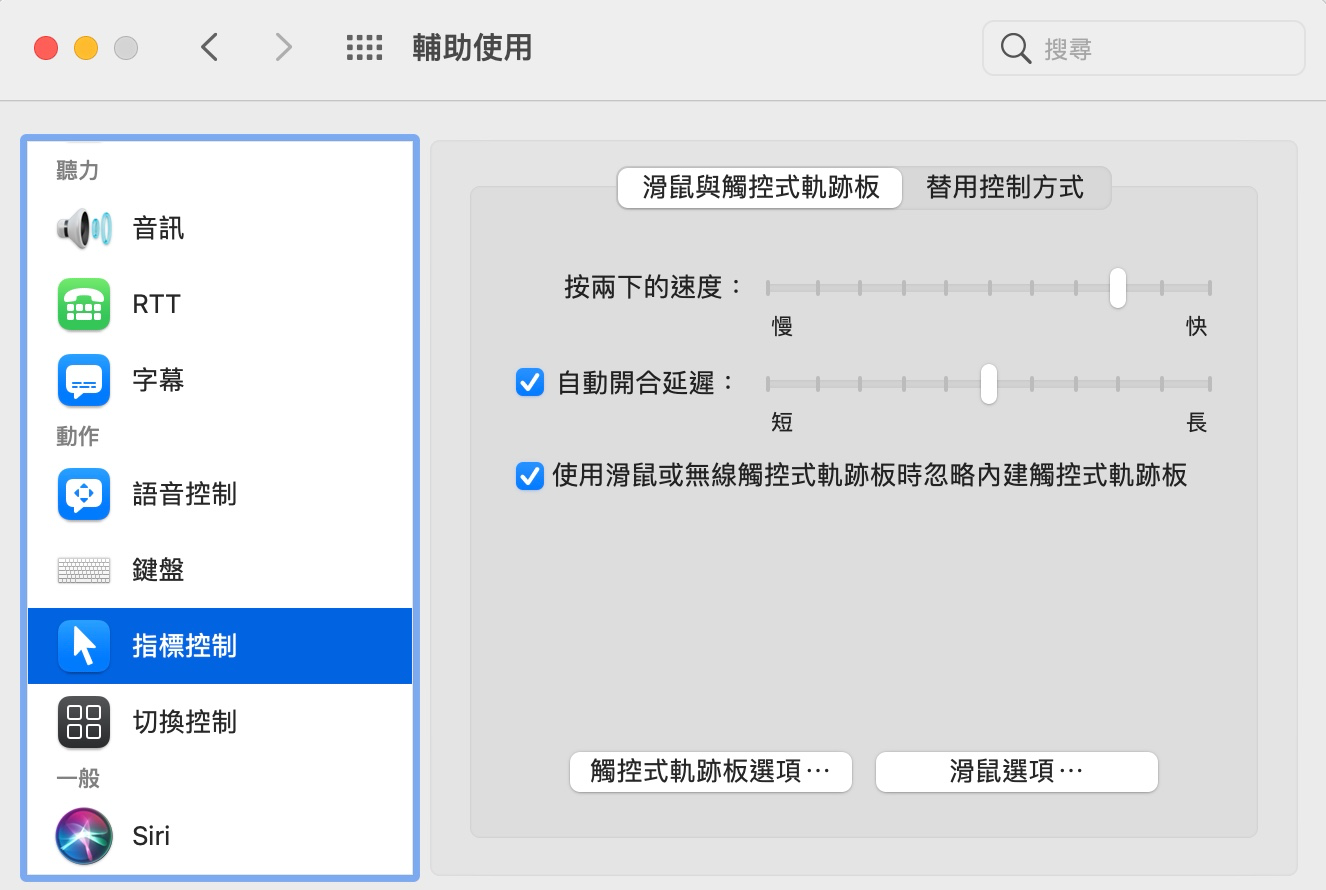 輔助使用
搜尋
聽力
音訊
RTT
字幕
動作
語音控制
鍵盤
指標控制
切換控制
一般
Siri
滑鼠與觸控式軌跡板
替用控制方式
按兩下的速度：
慢
快
自動開合延遲：
短
長
使用滑鼠或無線觸控式軌跡板時忽略內建觸控式軌跡板
觸控式軌跡板選項⋯
滑鼠選項⋯